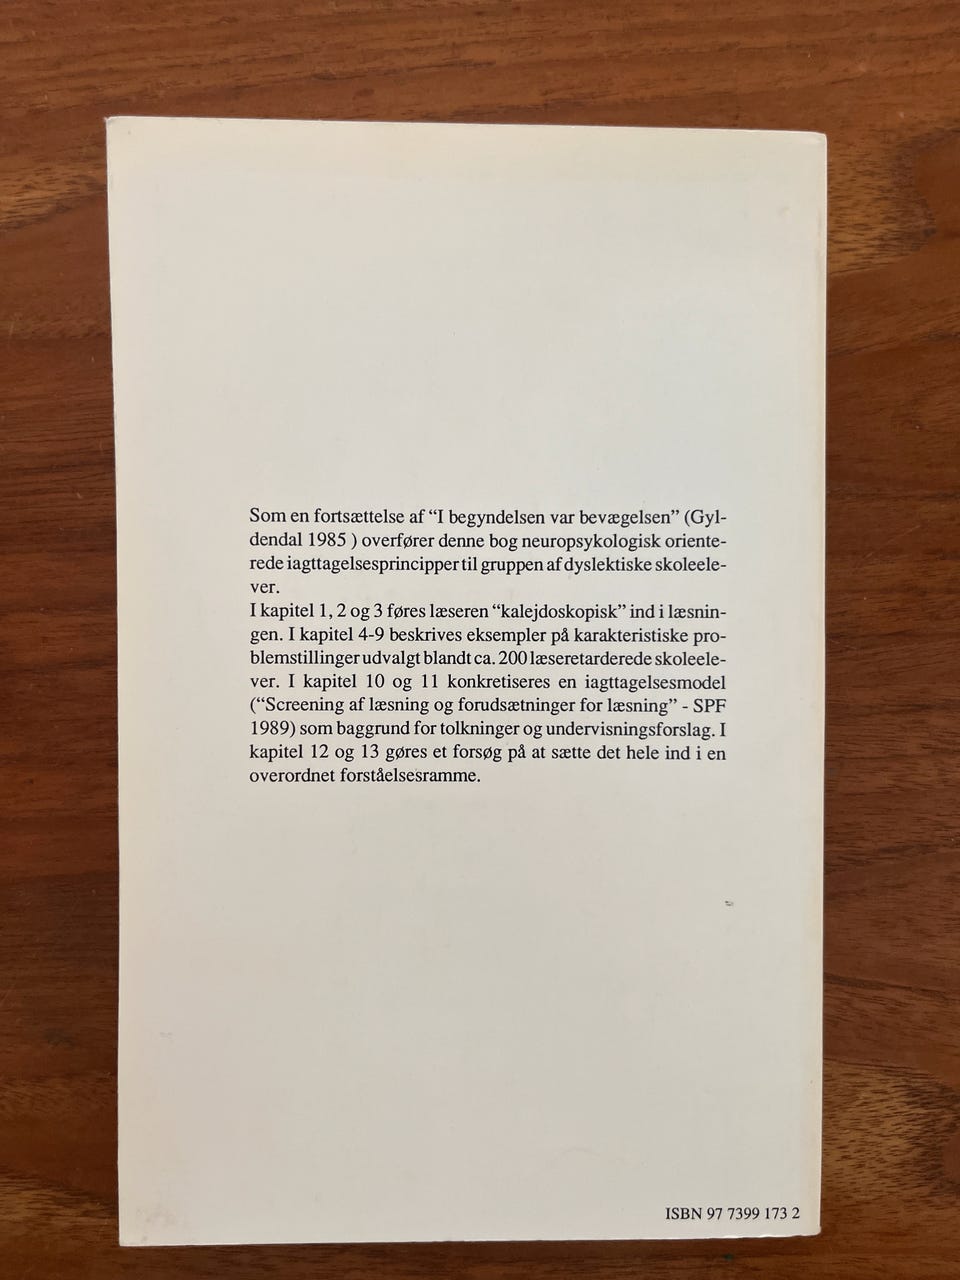 Som en fortsættelse af “I begyndelsen var bevægelsen” (Gyl-
dendal 1985 ) overfører denne bog neuropsykologisk oriente-
rede iagttagelsesprincipper til gruppen af dyslektiske skoleele-
ver.
I kapitel 1, 2 og 3 føres læseren “kalejdoskopisk” ind i læsnin-
gen. I kapitel 4-9 beskrives eksempler på karakteristiske pro-
blemstillinger udvalgt blandt ca. 200 læseretarderede skoleele-
ver. I kapitel 10 og 11 konkretiseres en iagttagelsesmodel
(“Screening af læsning og forudsætninger for læsning” - SPF
1989) som baggrund for tolkninger og undervisningsforslag. I
kapitel 12 og 13 gøres et forsøg på at sætte det hele ind i en
overordnet forståelsesramme.
ISBN 97 7399 173 2